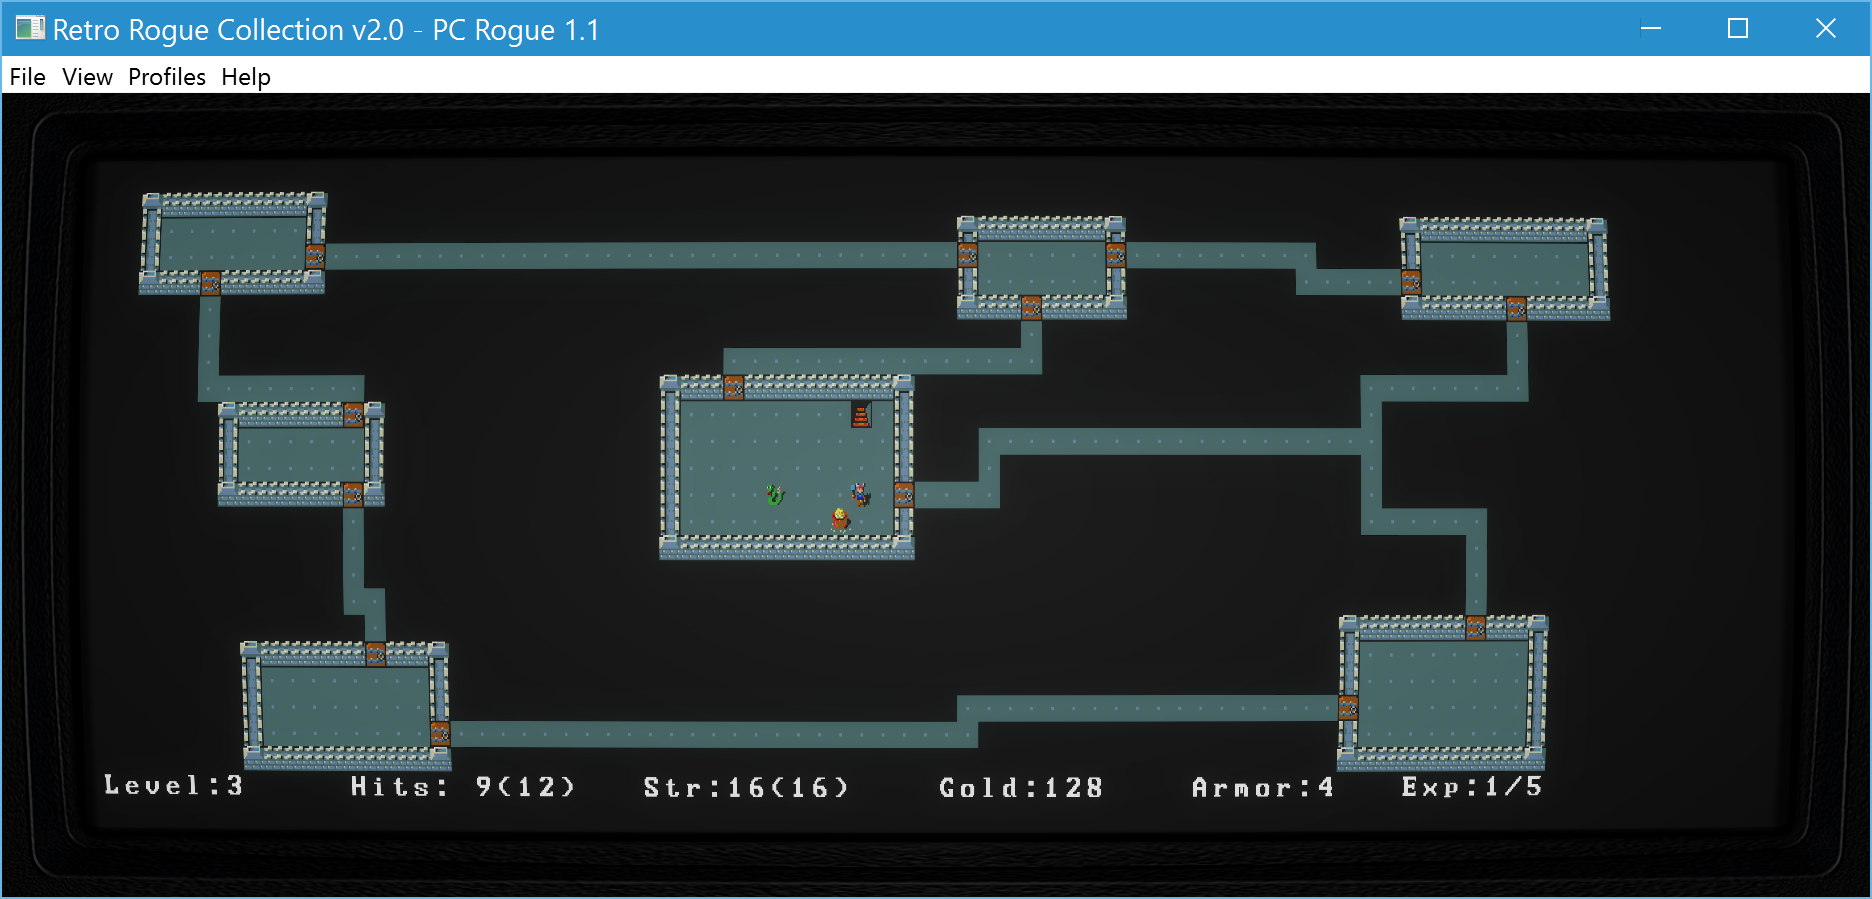 Retro Rogue Collection v2.0 - PC Rogue 1.1
File View Profiles Help
Level:3 Hits: 9(12) Str:16(16) Gold:128 Armor:4 Exp:1/5